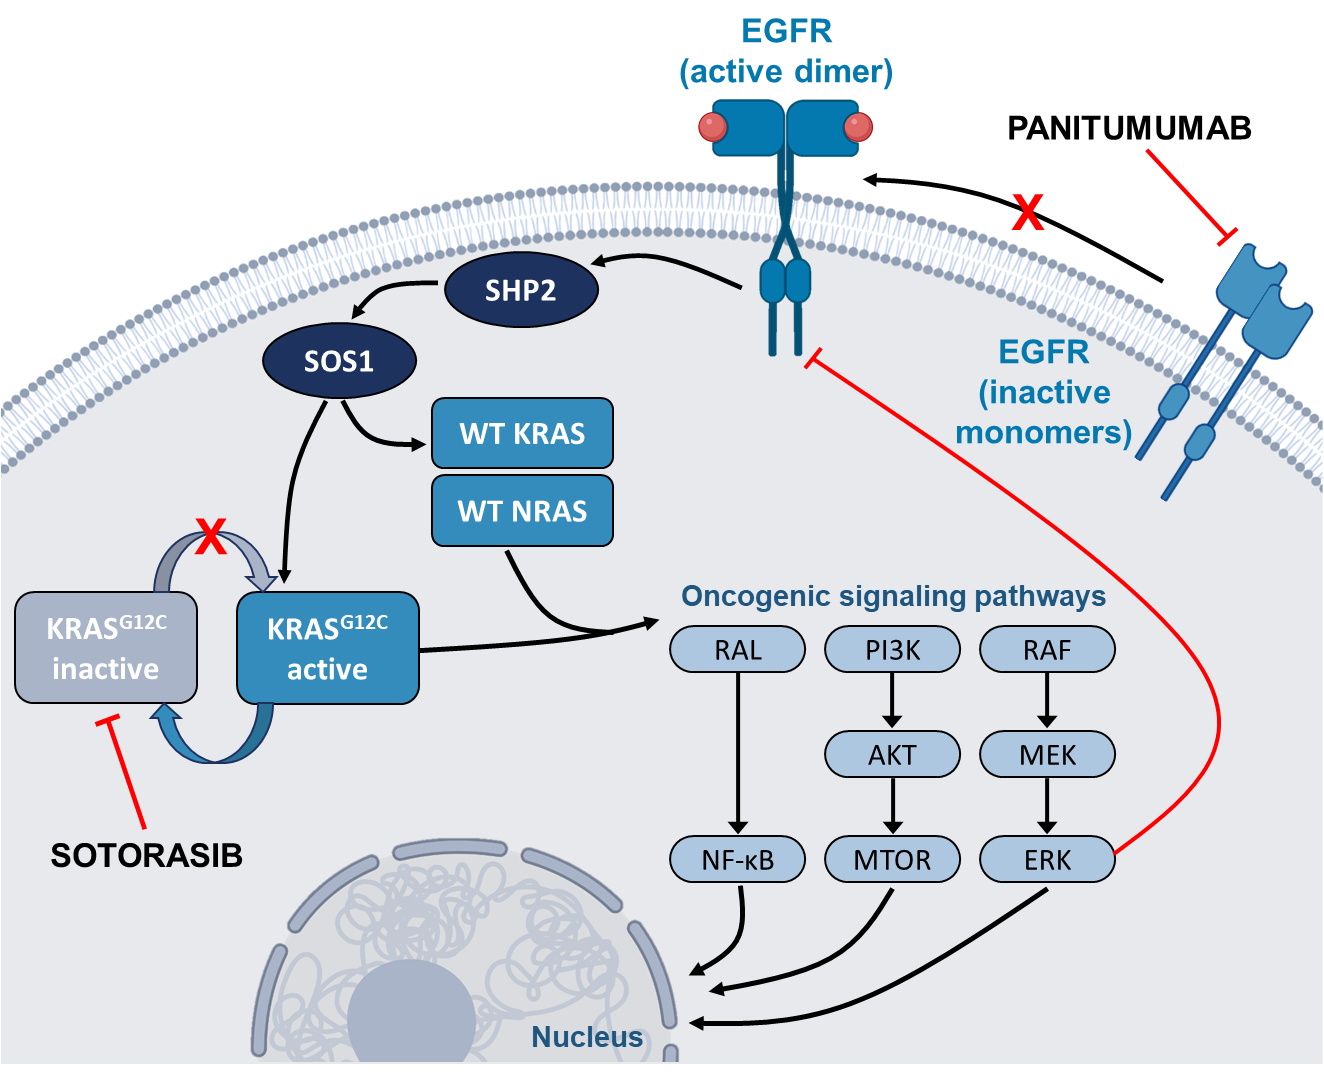 EGFR
(active dimer)
PANITUMUMAB
X
SHP2
SOS1
EGFR
(inactive
monomers)
WT KRAS
WT NRAS
X
KRASG12C
inactive
KRASG12C
active
Oncogenic signaling pathways
RAL
PI3K
RAF
AKT
MEK
SOTORASIB
NF-κB
MTOR
ERK
Nucleus